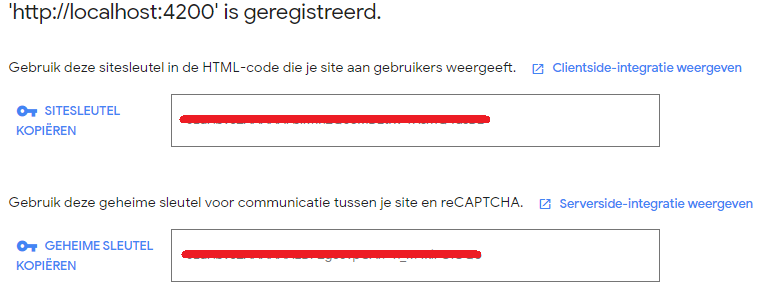 'http://localhost:4200' is geregistreerd.
Gebruik deze sitesleutel in de HTML-code die je site aan gebruikers weergeeft. Clientside-integratie weergeven
SITESLEUTEL
KOPIËREN
Gebruik deze geheime sleutel voor communicatie tussen je site en reCAPTCHA. Serverside-integratie weergeven
GEHEIME SLEUTEL
KOPIËREN